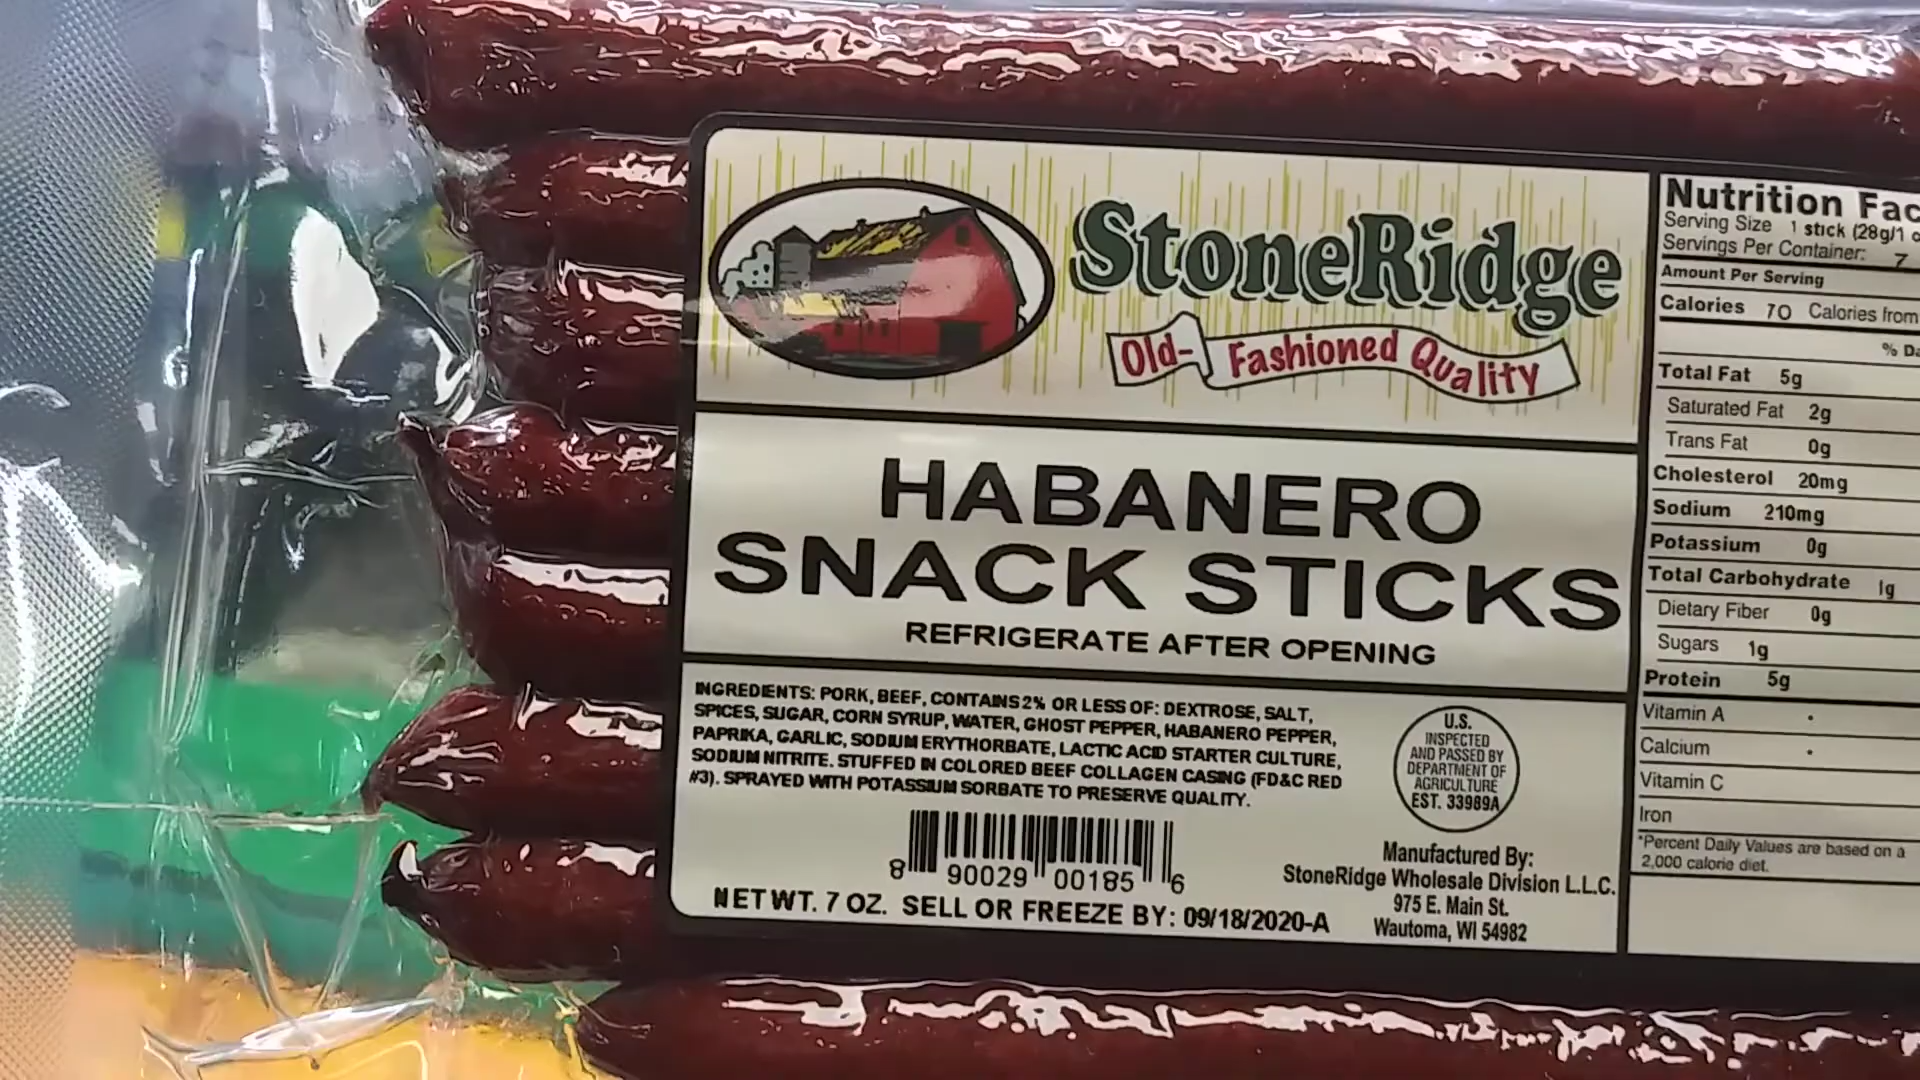 StoneRidge
Old-Fashioned Quality
HABANERO
SNACK STICKS
REFRIGERATE AFTER OPENING
INGREDIENTS: PORK, BEEF, CONTAINS 2% OR LESS OF: DEXTROSE, SALT,
SPICES, SUGAR, CORN SYRUP, WATER, GHOST PEPPER, HABANERO PEPPER,
PAPRIKA, GARLIC, SODIUM ERYTHORBATE, LACTIC ACID STARTER CULTURE,
SODIUM NITRITE. STUFFED IN COLORED BEEF COLLAGEN CASING (FD&C RED
#3). SPRAYED WITH POTASSIUM SORBATE TO PRESERVE QUALITY.
8 90029 00185 6
NET WT. 7 OZ. SELL OR FREEZE BY: 09/18/2020-A
U.S.
INSPECTED
AND PASSED BY
DEPARTMENT OF
AGRICULTURE
EST. 33989A
Manufactured By:
StoneRidge Wholesale Division L.L.C.
975 E. Main St.
Wautoma, WI 54982
Nutrition Fac
Serving Size 1 stick (28g/1
Servings Per Container: 7
Amount Per Serving
Calories 70 Calories from
% Da
Total Fat 5g
Saturated Fat 2g
Trans Fat 0g
Cholesterol 20mg
Sodium 210mg
Potassium 0g
Total Carbohydrate 1g
Dietary Fiber 0g
Sugars 1g
Protein 5g
Vitamin A •
Calcium •
Vitamin C
Iron
*Percent Daily Values are based on a
2,000 calorie diet.